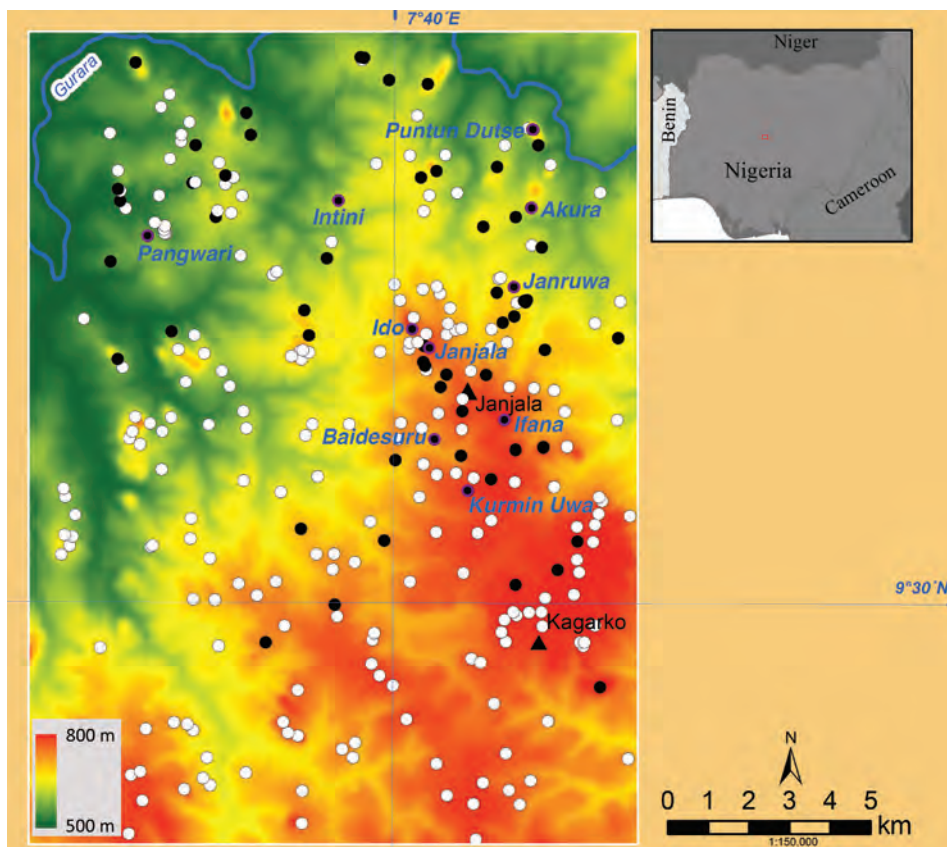 7°40´E
Gurara
Niger
Benin
Nigeria
Cameroon
Puntun Dutse
Intini
Akura
Pangwari
Janruwa
Ido
Janjala
Janjala
Ifana
Baidesuru
Kurmin Uwa
9°30´N
Kagarko
800 m
500 m
N
0 1 2 3 4 5
km
1:150.000